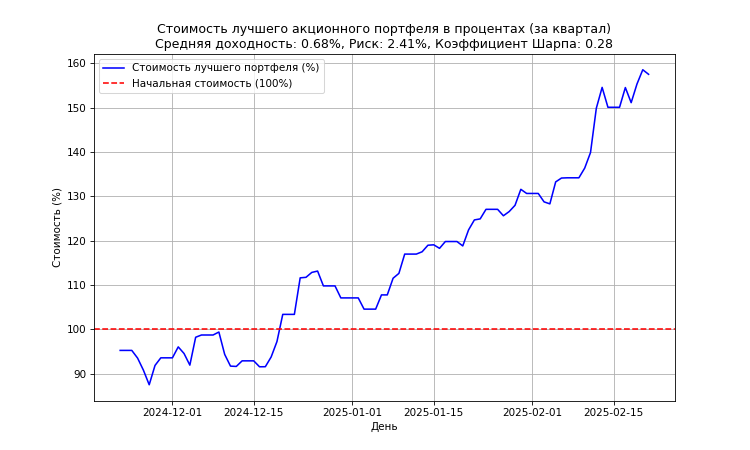 Стоимость лучшего акционного портфеля в процентах (за квартал)
Средняя доходность: 0.68%, Риск: 2.41%, Коэффициент Шарпа: 0.28
Стоимость лучшего портфеля (%)
Начальная стоимость (100%)
Стоимость (%)
160
150
140
130
120
110
100
90
2024-12-01
2024-12-15
2025-01-01
2025-01-15
2025-02-01
2025-02-15
День